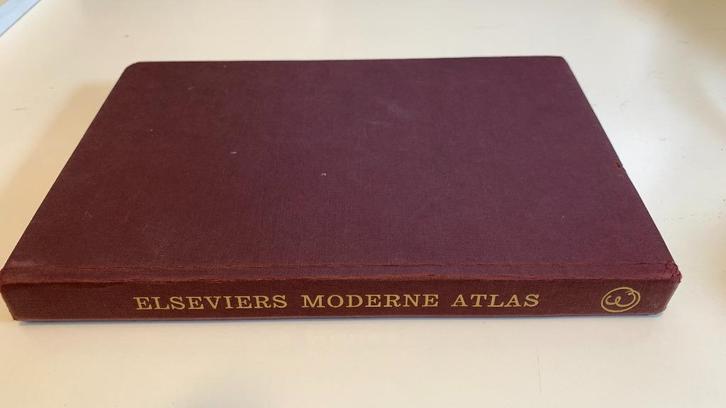 ELSEVIERS MODERNE ATLAS